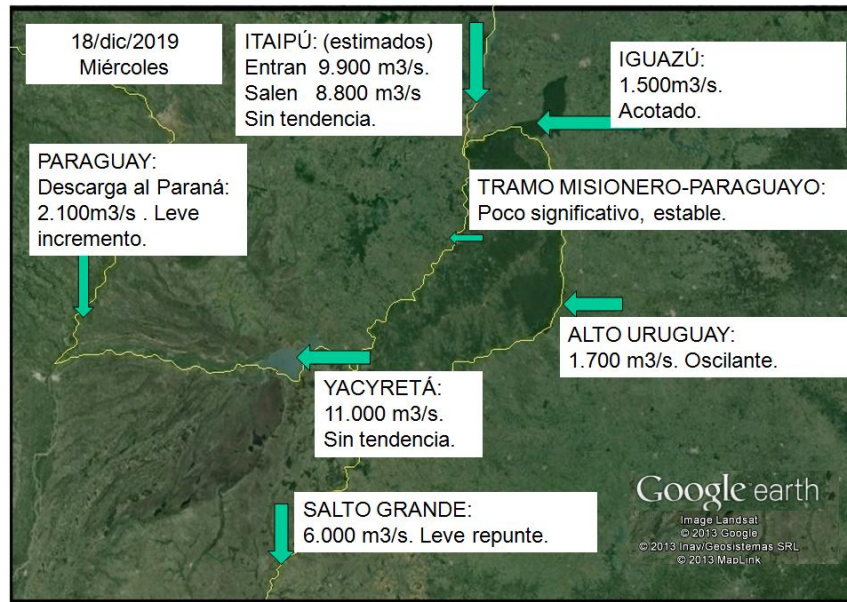 18/dic/2019
Miércoles
ITAIPÚ: (estimados)
Entran 9.900 m3/s.
Salen 8.800 m3/s
Sin tendencia.
IGUAZÚ:
1.500m3/s.
Acotado.
PARAGUAY:
Descarga al Paraná:
2.100m3/s . Leve
incremento.
TRAMO MISIONERO-PARAGUAYO:
Poco significativo, estable.
ALTO URUGUAY:
1.700 m3/s. Oscilante.
YACYRETÁ:
11.000 m3/s.
Sin tendencia.
SALTO GRANDE:
6.000 m3/s. Leve repunte.
Google earth
Image Landsat
© 2013 Google
© 2013 Inav/Geosistemas SRL
© 2013 MapLink